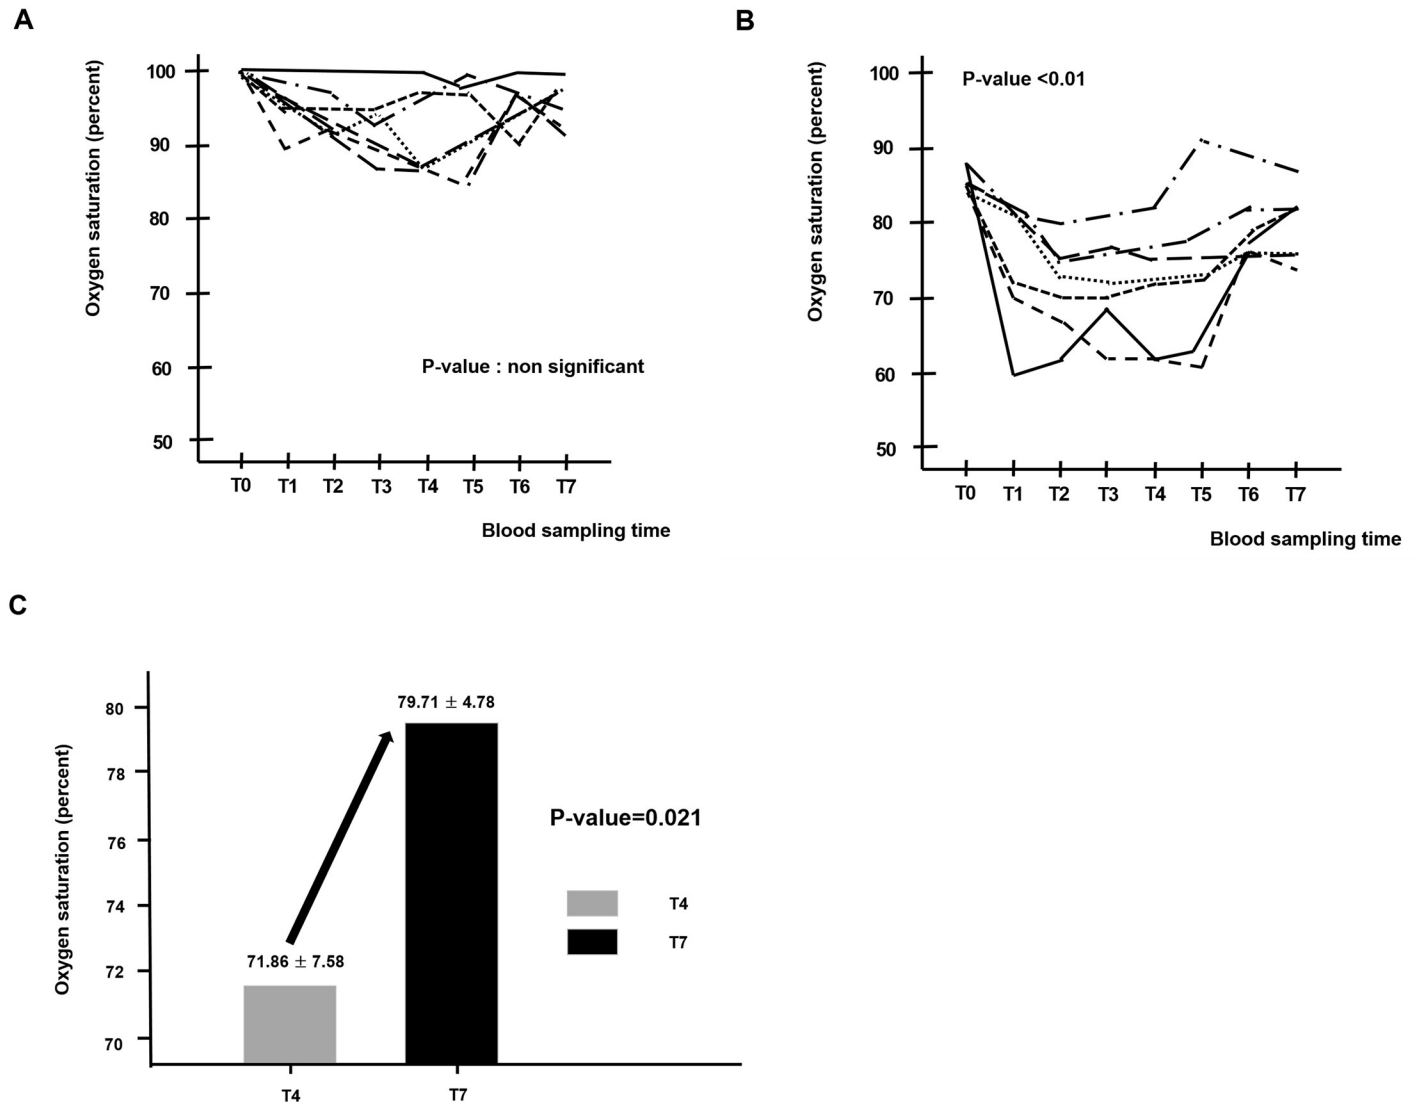 A
Oxygen saturation (percent)
100
90
80
70
60
50
P-value : non significant
T0 T1 T2 T3 T4 T5 T6 T7
Blood sampling time
B
Oxygen saturation (percent)
100
90
80
70
60
50
P-value <0.01
T0 T1 T2 T3 T4 T5 T6 T7
Blood sampling time
C
Oxygen saturation (percent)
80
78
76
74
72
70
79.71 ± 4.78
71.86 ± 7.58
P-value=0.021
T4
T7
T4 T7